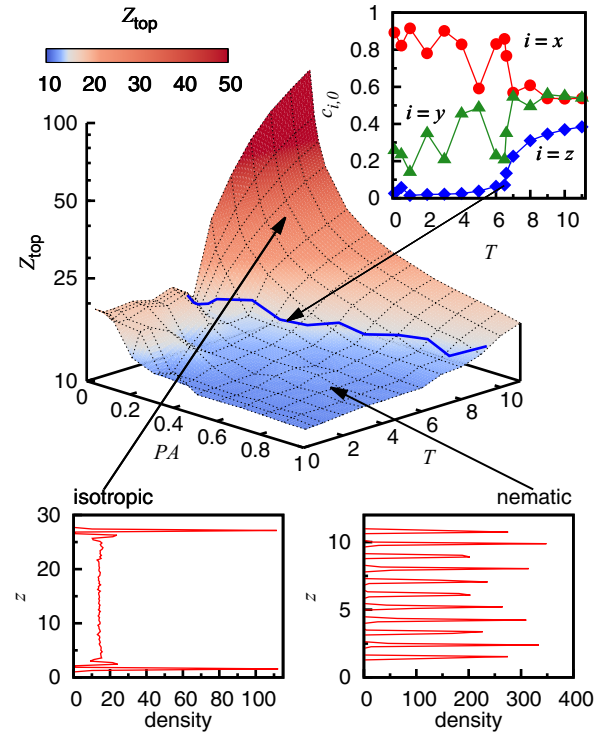 Z_top
10 20 30 40 50
100
50
25
10
Z_top
0 0.2 0.4 0.6 0.8 1
PA
0 2 4 6 8 10
T
1
0.8
0.6
0.4
0.2
0
c_i,0
i = x
i = y
i = z
0 2 4 6 8 10
T
isotropic
30
20
10
0
z
0 20 40 60 80 100
density
nematic
10
5
0
z
0 100 200 300 400
density